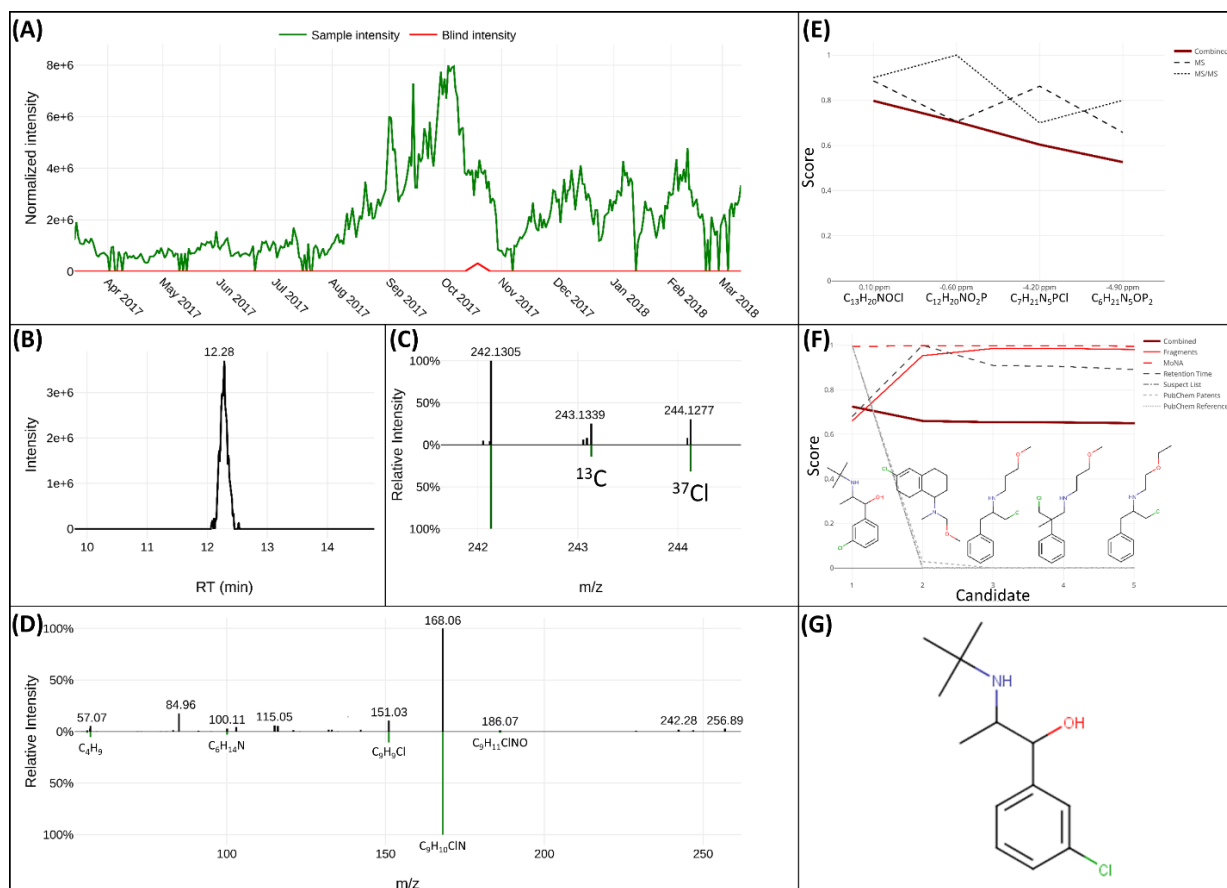 (A)
Sample intensity
Blind intensity
Normalized intensity
8e+6
6e+6
4e+6
2e+6
0
Apr 2017
May 2017
Jun 2017
Jul 2017
Aug 2017
Sep 2017
Oct 2017
Nov 2017
Dec 2017
Jan 2018
Feb 2018
Mar 2018
(E)
Combined
MS
MS/MS
Score
1
0.8
0.6
0.4
0.2
0
0.10 ppm
-0.60 ppm
-4.20 ppm
-4.90 ppm
C13H20NOCl
C12H20NO2P
C7H21N5PCl
C6H21N5OP2
(B)
12.28
Intensity
3e+6
2e+6
1e+6
0
10
11
12
13
14
RT (min)
(C)
Relative Intensity
100%
50%
0%
50%
100%
242.1305
243.1339
244.1277
13C
37Cl
242
243
244
m/z
(F)
Combined
Fragments
MoNA
Retention Time
Suspect List
PubChem Patents
PubChem Reference
Score
1
0.8
0.6
0.4
0.2
0
NH
OH
Cl
Cl
N
O
O
HN
Cl
O
Cl
HN
O
HN
Cl
1
2
3
4
5
Candidate
(D)
Relative Intensity
100%
50%
0%
50%
100%
57.07
84.96
100.11
115.05
151.03
168.06
186.07
242.28
256.89
C4H9
C6H14N
C9H9Cl
C9H10ClN
C9H11ClNO
100
150
200
250
m/z
(G)
NH
OH
Cl